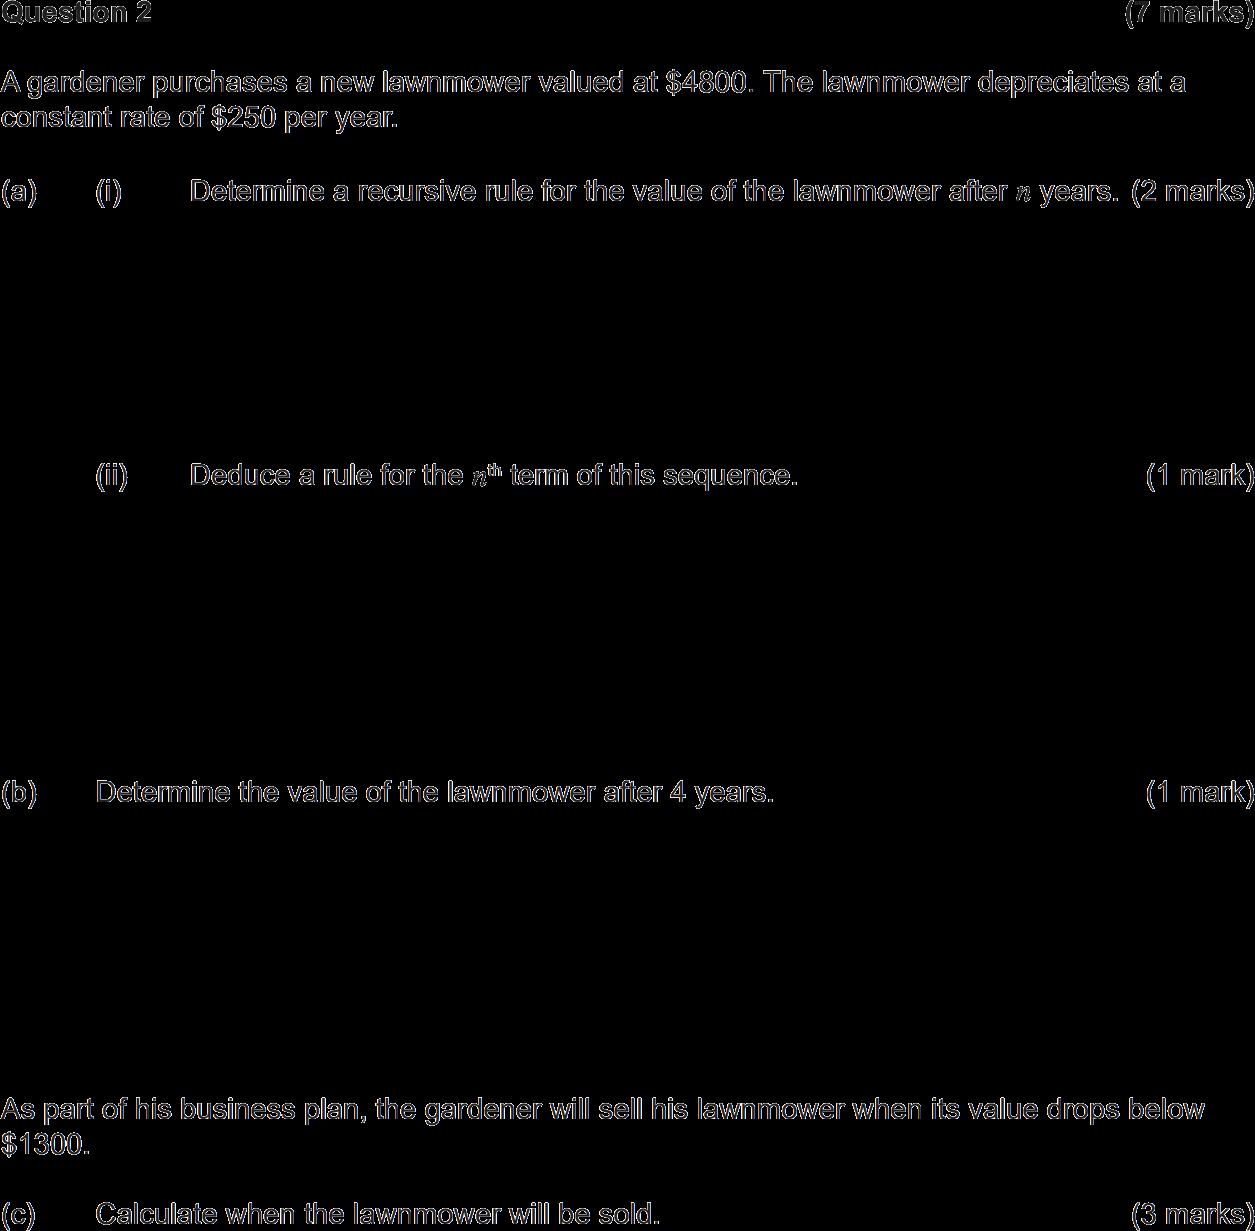 Question 2 (7 marks)
A gardener purchases a new lawnmower valued at $4800. The lawnmower depreciates at a
constant rate of $250 per year.
(a) (i) Determine a recursive rule for the value of the lawnmower after n years. (2 marks)
(ii) Deduce a rule for the nth term of this sequence. (1 mark)
(b) Determine the value of the lawnmower after 4 years. (1 mark)
As part of his business plan, the gardener will sell his lawnmower when its value drops below
$1300.
(c) Calculate when the lawnmower will be sold. (3 marks)